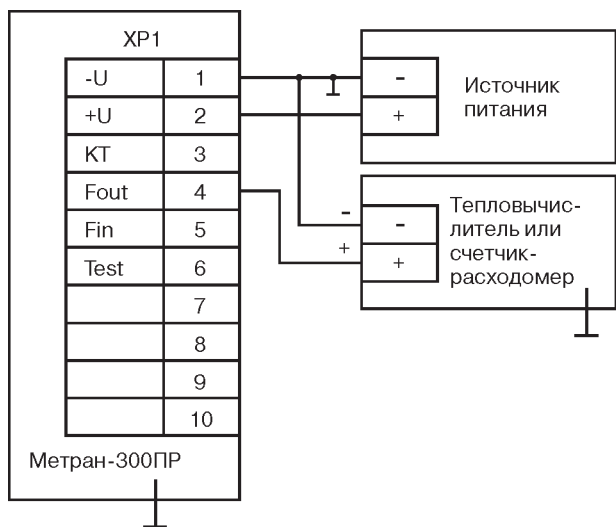 XP1
-U 1
+U 2
KT 3
Fout 4
Fin 5
Test 6
7
8
9
10
Метран-300ПР
-
+
Источник
питания
-
+
-
+
Тепловычис-
литель или
счетчик-
расходомер